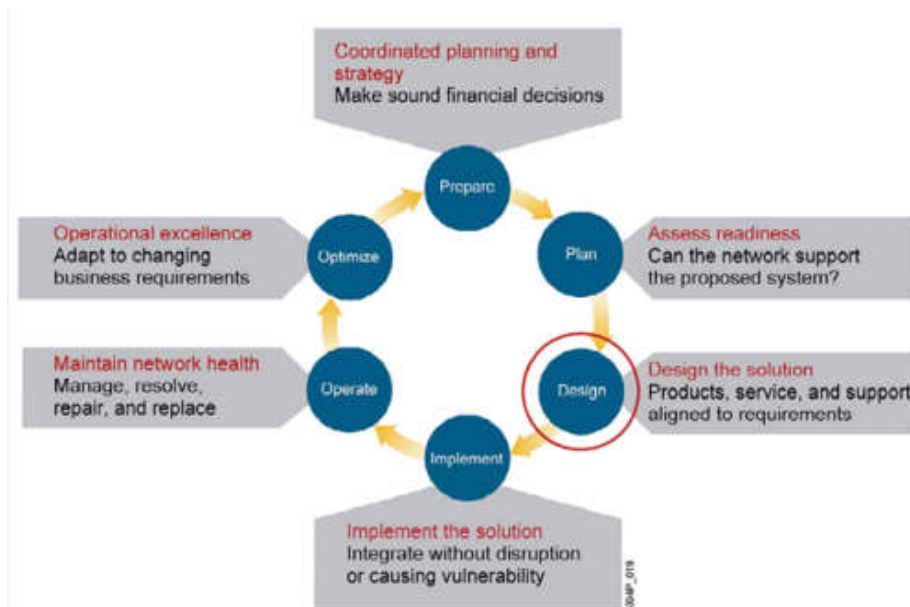 Coordinated planning and
strategy
Make sound financial decisions
Prepare
Operational excellence
Adapt to changing
business requirements
Optimize
Plan
Assess readiness
Can the network support
the proposed system?
Maintain network health
Manage, resolve,
repair, and replace
Operate
Design
Design the solution
Products, service, and support
aligned to requirements
Implement
Implement the solution
Integrate without disruption
or causing vulnerability